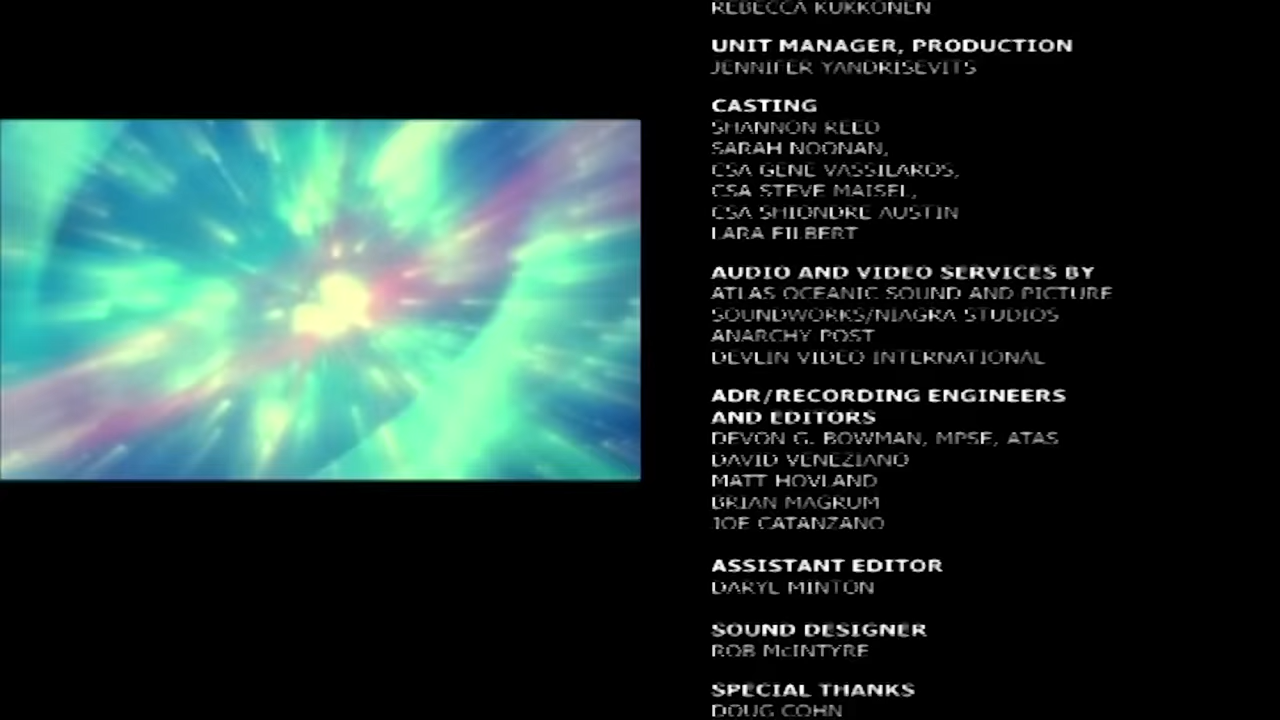 REBECCA KUKKONEN
UNIT MANAGER, PRODUCTION
JENNIFER YANDRISEVITS
CASTING
SHANNON REED
SARAH NOONAN,
CSA GENE VASSILAROS,
CSA STEVE MAISEL,
CSA SHIONDRE AUSTIN
LARA FILBERT
AUDIO AND VIDEO SERVICES BY
ATLAS OCEANIC SOUND AND PICTURE
SOUNDWORKS/NIAGRA STUDIOS
ANARCHY POST
DEVLIN VIDEO INTERNATIONAL
ADR/RECORDING ENGINEERS
AND EDITORS
DEVON G. BOWMAN, MPSE, ATAS
DAVID VENEZIANO
MATT HOVLAND
BRIAN MAGRUM
JOE CATANZANO
ASSISTANT EDITOR
DARYL MINTON
SOUND DESIGNER
ROB McINTYRE
SPECIAL THANKS
DOUG COHN